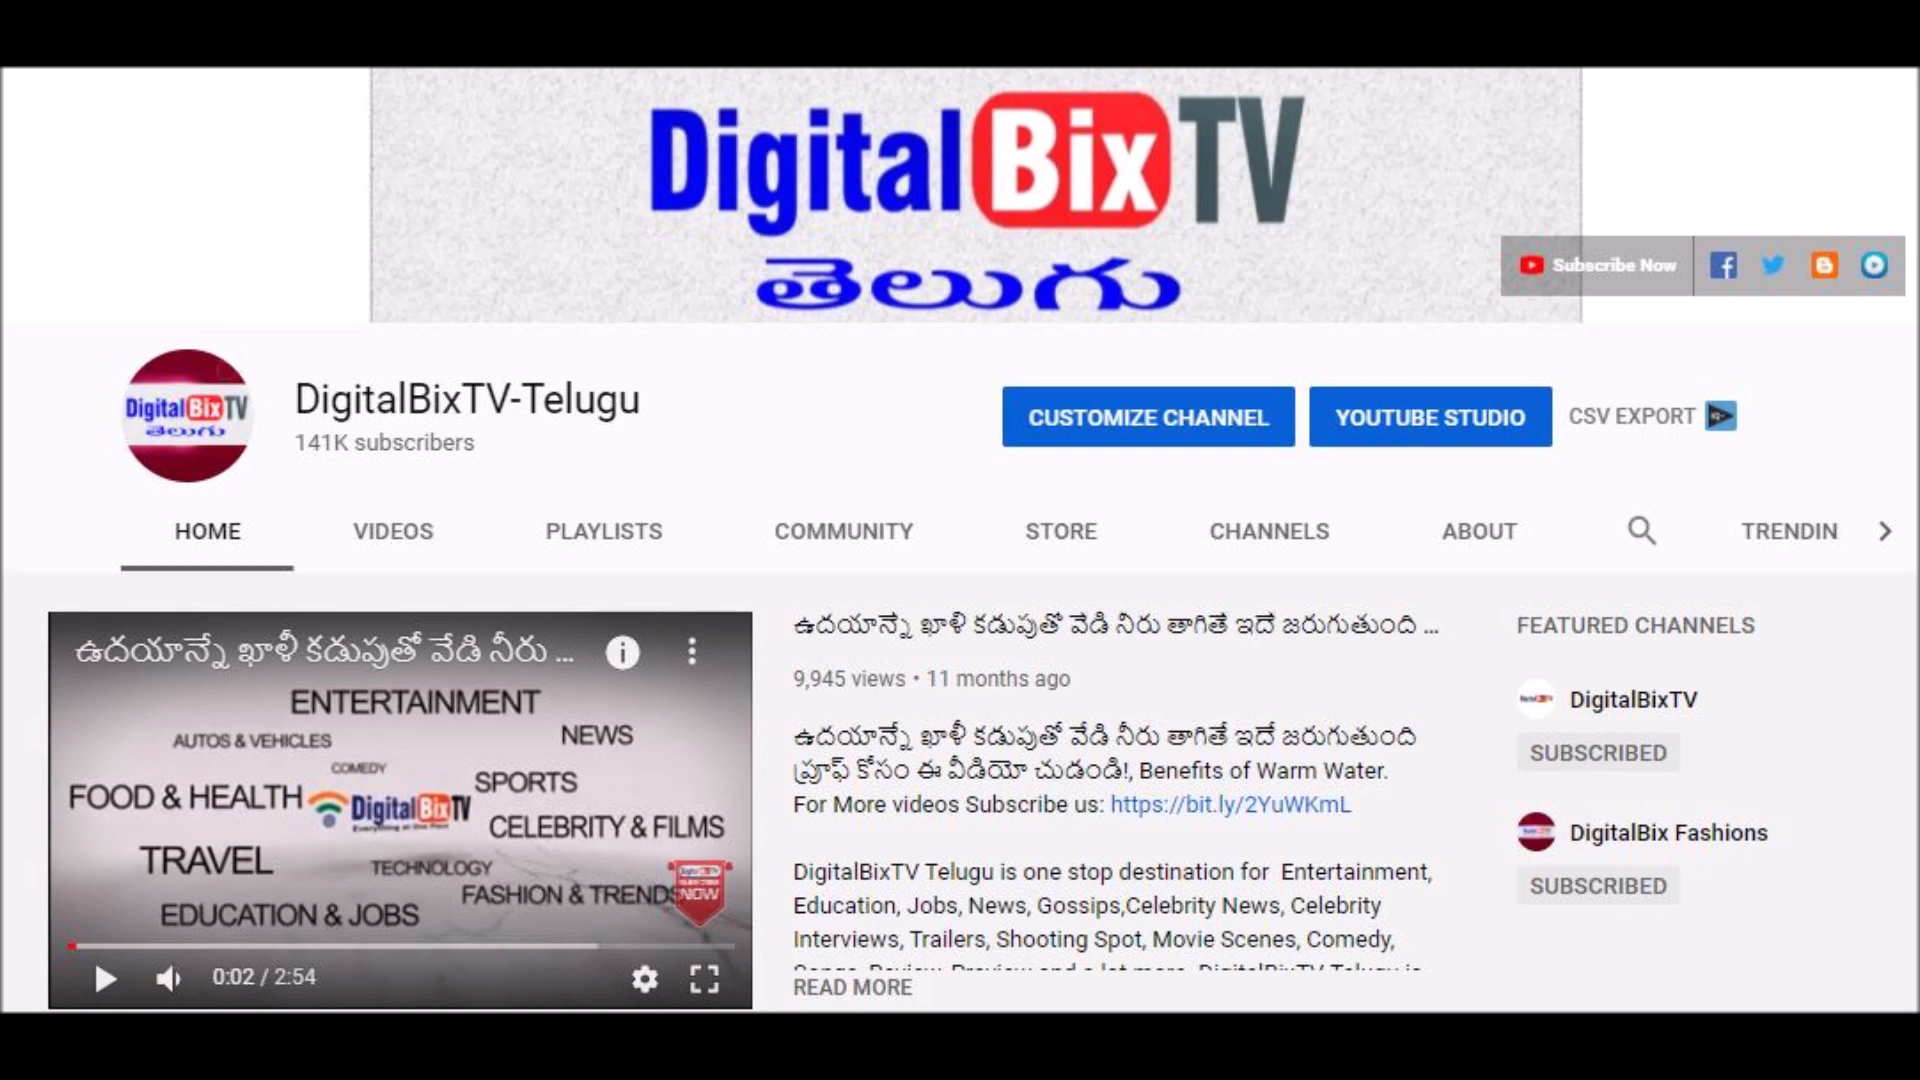 DigitalBixTV
తెలుగు
Subscribe Now
DigitalBixTV
తెలుగు
DigitalBixTV-Telugu
141K subscribers
CUSTOMIZE CHANNEL
YOUTUBE STUDIO
CSV EXPORT
HOME
VIDEOS
PLAYLISTS
COMMUNITY
STORE
CHANNELS
ABOUT
TRENDIN
ఉదయాన్నే ఖాళీ కడుపుతో వేడి నీరు ...
ENTERTAINMENT
AUTOS & VEHICLES
NEWS
COMEDY
SPORTS
FOOD & HEALTH
DigitalBixTV
CELEBRITY & FILMS
TRAVEL
TECHNOLOGY
FASHION & TRENDS
NOW
EDUCATION & JOBS
0:02 / 2:54
ఉదయాన్నే ఖాళీ కడుపుతో వేడి నీరు తాగితే ఇదే జరుగుతుంది ...
9,945 views • 11 months ago
ఉదయాన్నే ఖాళీ కడుపుతో వేడి నీరు తాగితే ఇదే జరుగుతుంది
ప్రూఫ్ కోసం ఈ వీడియో చుడండి!, Benefits of Warm Water.
For More videos Subscribe us: https://bit.ly/2YuWKmL
DigitalBixTV Telugu is one stop destination for Entertainment,
Education, Jobs, News, Gossips,Celebrity News, Celebrity
Interviews, Trailers, Shooting Spot, Movie Scenes, Comedy,
READ MORE
FEATURED CHANNELS
DigitalBixTV
SUBSCRIBED
DigitalBix Fashions
SUBSCRIBED